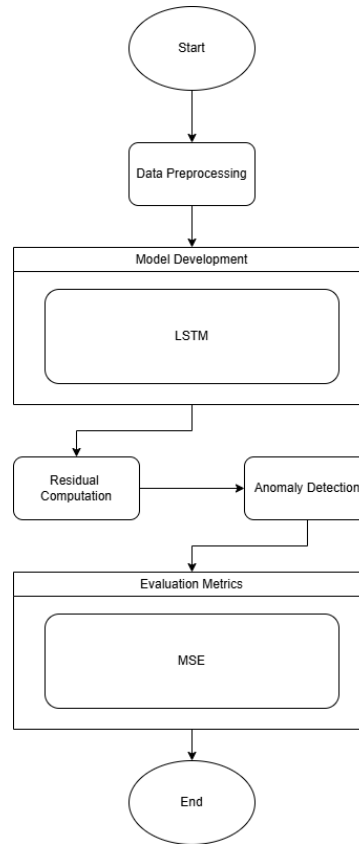 Start
Data Preprocessing
Model Development
LSTM
Residual
Computation
Anomaly Detection
Evaluation Metrics
MSE
End